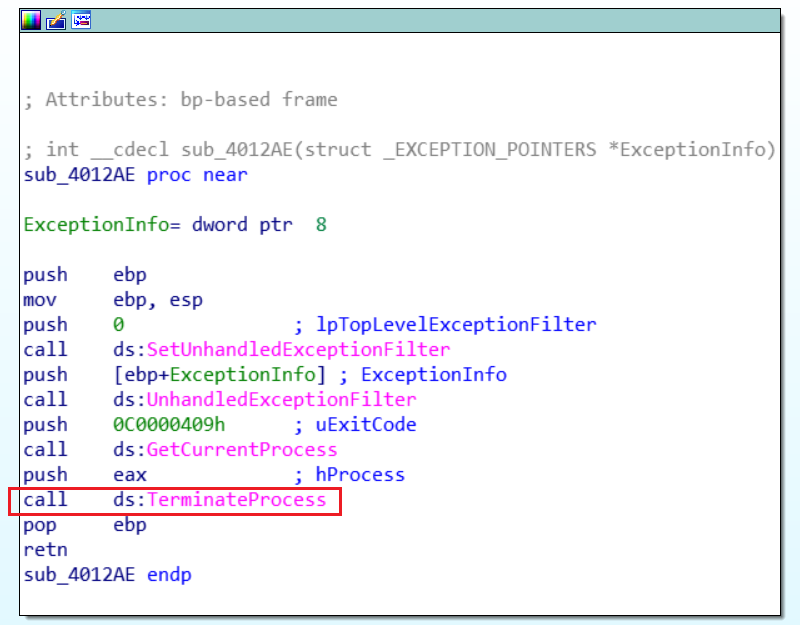 ; Attributes: bp-based frame
; int __cdecl sub_4012AE(struct _EXCEPTION_POINTERS *ExceptionInfo)
sub_4012AE proc near
ExceptionInfo= dword ptr  8
push    ebp
mov     ebp, esp
push    0               ; lpTopLevelExceptionFilter
call    ds:SetUnhandledExceptionFilter
push    [ebp+ExceptionInfo] ; ExceptionInfo
call    ds:UnhandledExceptionFilter
push    0C0000409h      ; uExitCode
call    ds:GetCurrentProcess
push    eax             ; hProcess
call    ds:TerminateProcess
pop     ebp
retn
sub_4012AE endp